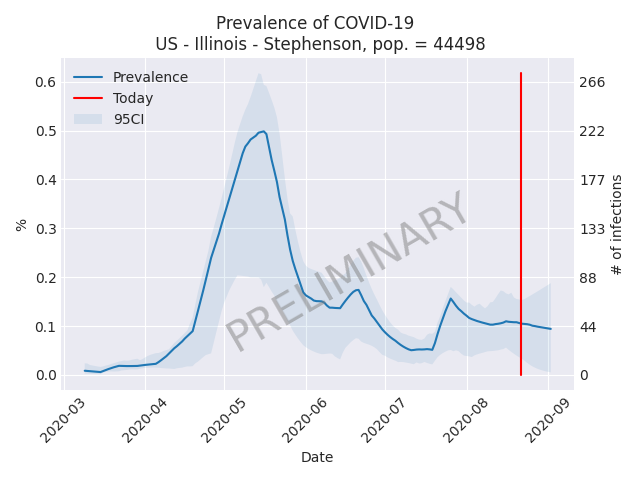 Prevalence of COVID-19
US - Illinois - Stephenson, pop. = 44498
Prevalence
Today
95CI
PRELIMINARY
%
0.6
0.5
0.4
0.3
0.2
0.1
0.0
266
222
177
133
88
44
0
# of infections
2020-03
2020-04
2020-05
2020-06
2020-07
2020-08
2020-09
Date